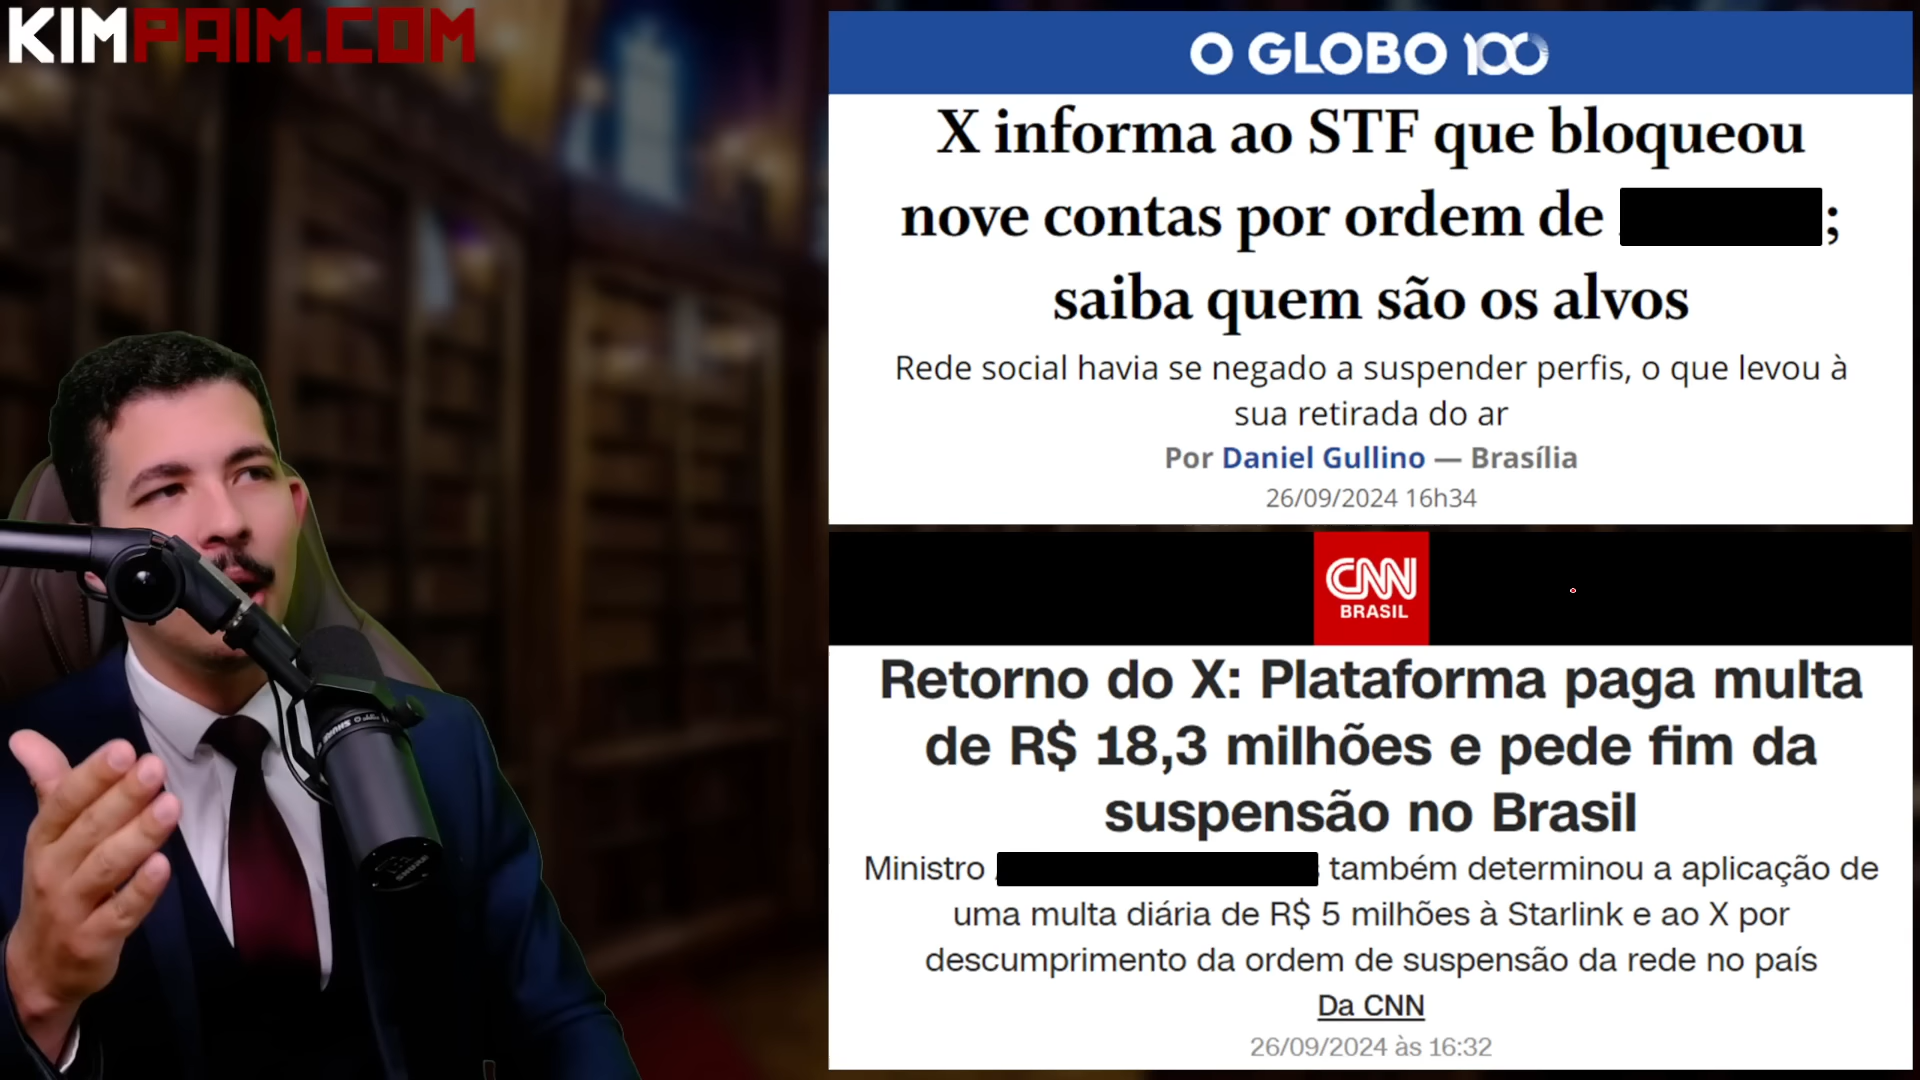 KIMPAIM.COM
O GLOBO 100
X informa ao STF que bloqueou
nove contas por ordem de ;
saiba quem são os alvos
Rede social havia se negado a suspender perfis, o que levou à
sua retirada do ar
Por Daniel Gullino — Brasília
26/09/2024 16h34
CNN
BRASIL
Retorno do X: Plataforma paga multa
de R$ 18,3 milhões e pede fim da
suspensão no Brasil
Ministro também determinou a aplicação de
uma multa diária de R$ 5 milhões à Starlink e ao X por
descumprimento da ordem de suspensão da rede no país
Da CNN
26/09/2024 às 16:32
SHURE
SHURE